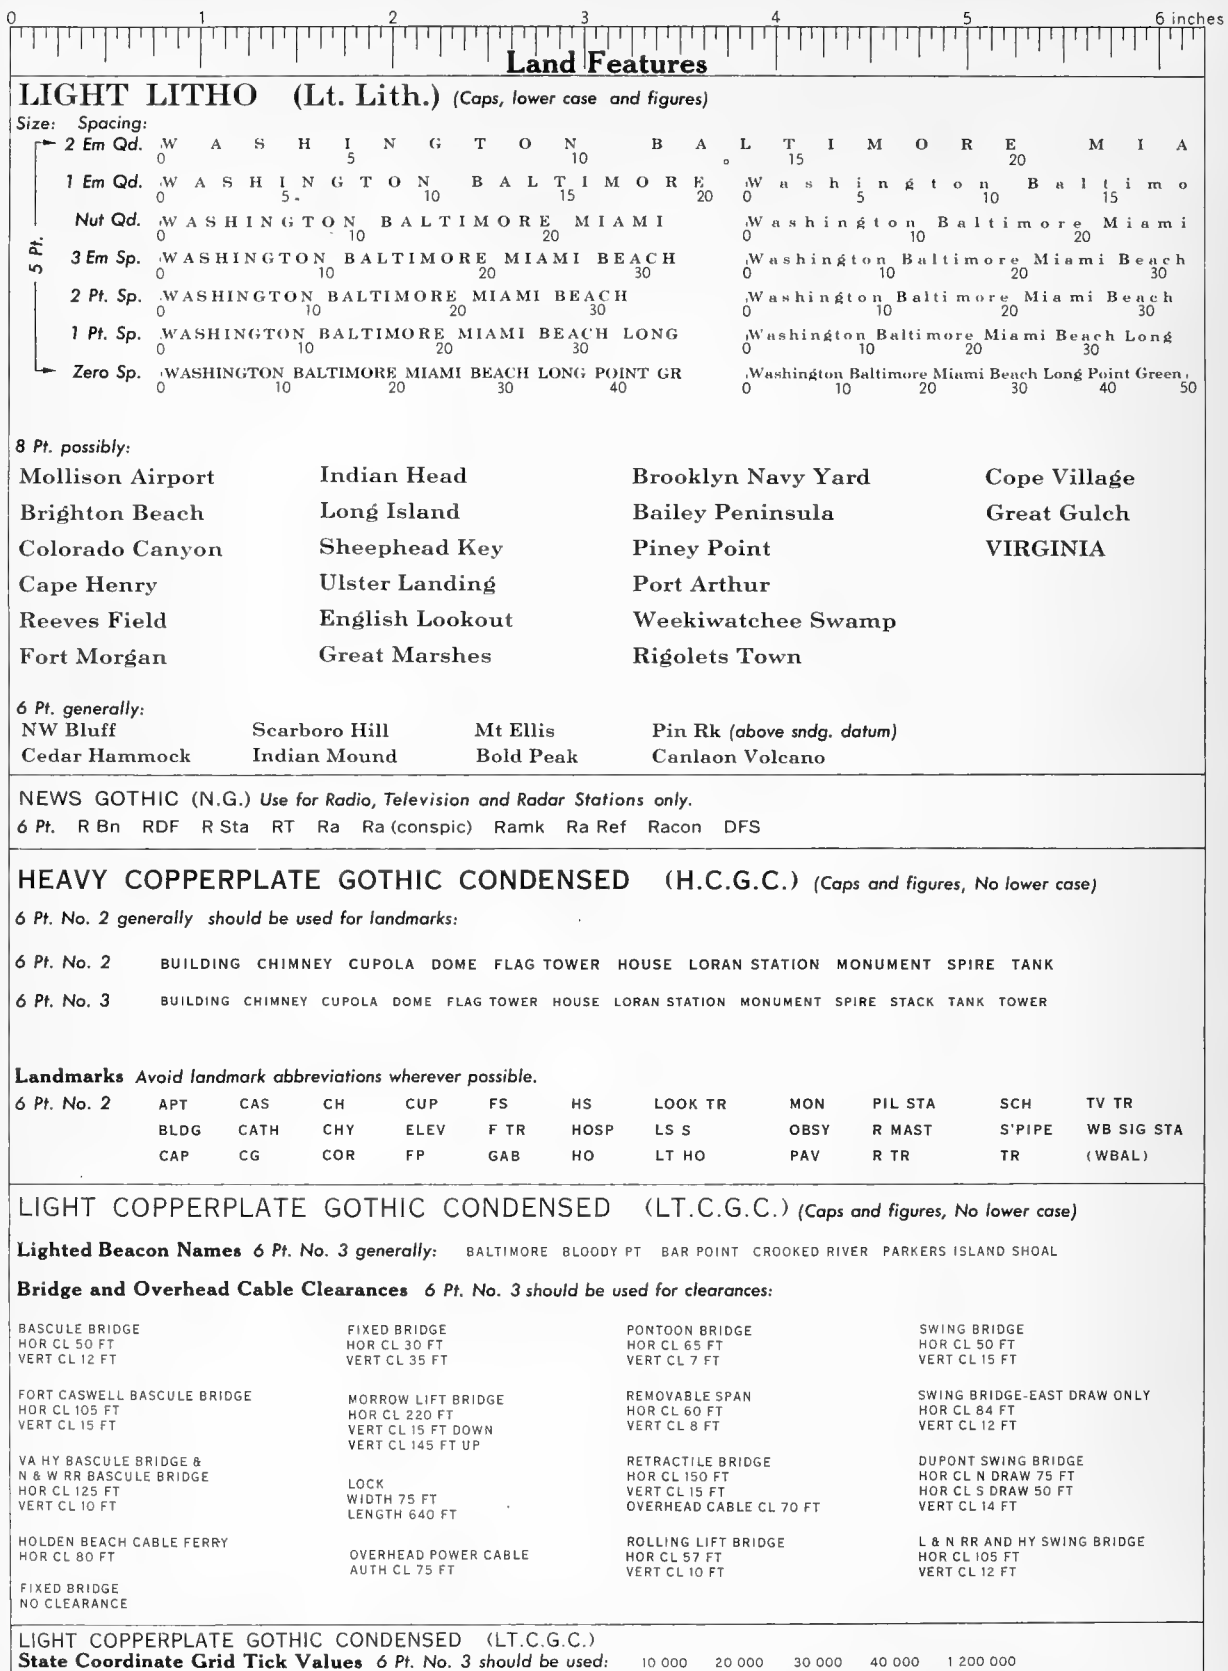 0 1 2 3 4 5 6 inches
Land Features
LIGHT LITHO (Lt. Lith.) (Caps, lower case and figures)
Size: Spacing:
5 Pt.
2 Em Qd. WASHINGTON BALTIMORE MIA
0 5 10 15 20
1 Em Qd. WASHINGTON BALTIMORE Washington Baltimo
0 5 10 15 20 0 5 10 15
Nut Qd. WASHINGTON BALTIMORE MIAMI Washington Baltimore Miami
0 10 20 0 10 20
3 Em Sp. WASHINGTON BALTIMORE MIAMI BEACH Washington Baltimore Miami Beach
0 10 20 30 0 10 20 30
2 Pt. Sp. WASHINGTON BALTIMORE MIAMI BEACH Washington Baltimore Miami Beach
0 10 20 30 0 10 20 30
1 Pt. Sp. WASHINGTON BALTIMORE MIAMI BEACH LONG Washington Baltimore Miami Beach Long
0 10 20 30 0 10 20 30
Zero Sp. WASHINGTON BALTIMORE MIAMI BEACH LONG POINT GR Washington Baltimore Miami Beach Long Point Green
0 10 20 30 40 0 10 20 30 40 50
8 Pt. possibly:
Mollison Airport Indian Head Brooklyn Navy Yard Cope Village
Brighton Beach Long Island Bailey Peninsula Great Gulch
Colorado Canyon Sheephead Key Piney Point VIRGINIA
Cape Henry Ulster Landing Port Arthur
Reeves Field English Lookout Weekiwatchee Swamp
Fort Morgan Great Marshes Rigolets Town
6 Pt. generally:
NW Bluff Scarboro Hill Mt Ellis Pin Rk (above sndg. datum)
Cedar Hammock Indian Mound Bold Peak Canlaon Volcano
NEWS GOTHIC (N.G.) Use for Radio, Television and Radar Stations only.
6 Pt. R Bn RDF R Sta RT Ra Ra (conspic) Ramk Ra Ref Racon DFS
HEAVY COPPERPLATE GOTHIC CONDENSED (H.C.G.C.) (Caps and figures, No lower case)
6 Pt. No. 2 generally should be used for landmarks:
6 Pt. No. 2 BUILDING CHIMNEY CUPOLA DOME FLAG TOWER HOUSE LORAN STATION MONUMENT SPIRE TANK
6 Pt. No. 3 BUILDING CHIMNEY CUPOLA DOME FLAG TOWER HOUSE LORAN STATION MONUMENT SPIRE STACK TANK TOWER
Landmarks Avoid landmark abbreviations wherever possible.
6 Pt. No. 2 APT CAS CH CUP FS HS LOOK TR MON PIL STA SCH TV TR
BLDG CATH CHY ELEV F TR HOSP LS S OBSY R MAST S'PIPE WB SIG STA
CAP CG COR FP GAB HO LT HO PAV R TR TR (WBAL)
LIGHT COPPERPLATE GOTHIC CONDENSED (LT.C.G.C.) (Caps and figures, No lower case)
Lighted Beacon Names 6 Pt. No. 3 generally: BALTIMORE BLOODY PT BAR POINT CROOKED RIVER PARKERS ISLAND SHOAL
Bridge and Overhead Cable Clearances 6 Pt. No. 3 should be used for clearances:
BASCULE BRIDGE
HOR CL 50 FT
VERT CL 12 FT
FORT CASWELL BASCULE BRIDGE
HOR CL 105 FT
VERT CL 15 FT
VA HY BASCULE BRIDGE &
N & W RR BASCULE BRIDGE
HOR CL 125 FT
VERT CL 10 FT
HOLDEN BEACH CABLE FERRY
HOR CL 80 FT
FIXED BRIDGE
NO CLEARANCE
FIXED BRIDGE
HOR CL 30 FT
VERT CL 35 FT
MORROW LIFT BRIDGE
HOR CL 220 FT
VERT CL 15 FT DOWN
VERT CL 145 FT UP
LOCK
WIDTH 75 FT
LENGTH 640 FT
OVERHEAD POWER CABLE
AUTH CL 75 FT
PONTOON BRIDGE
HOR CL 65 FT
VERT CL 7 FT
REMOVABLE SPAN
HOR CL 60 FT
VERT CL 8 FT
RETRACTILE BRIDGE
HOR CL 150 FT
VERT CL 15 FT
OVERHEAD CABLE CL 70 FT
ROLLING LIFT BRIDGE
HOR CL 57 FT
VERT CL 10 FT
SWING BRIDGE
HOR CL 50 FT
VERT CL 15 FT
SWING BRIDGE-EAST DRAW ONLY
HOR CL 84 FT
VERT CL 12 FT
DUPONT SWING BRIDGE
HOR CL N DRAW 75 FT
HOR CL S DRAW 50 FT
VERT CL 14 FT
L & N RR AND HY SWING BRIDGE
HOR CL 105 FT
VERT CL 12 FT
LIGHT COPPERPLATE GOTHIC CONDENSED (LT.C.G.C.)
State Coordinate Grid Tick Values 6 Pt. No. 3 should be used: 10 000 20 000 30 000 40 000 1 200 000